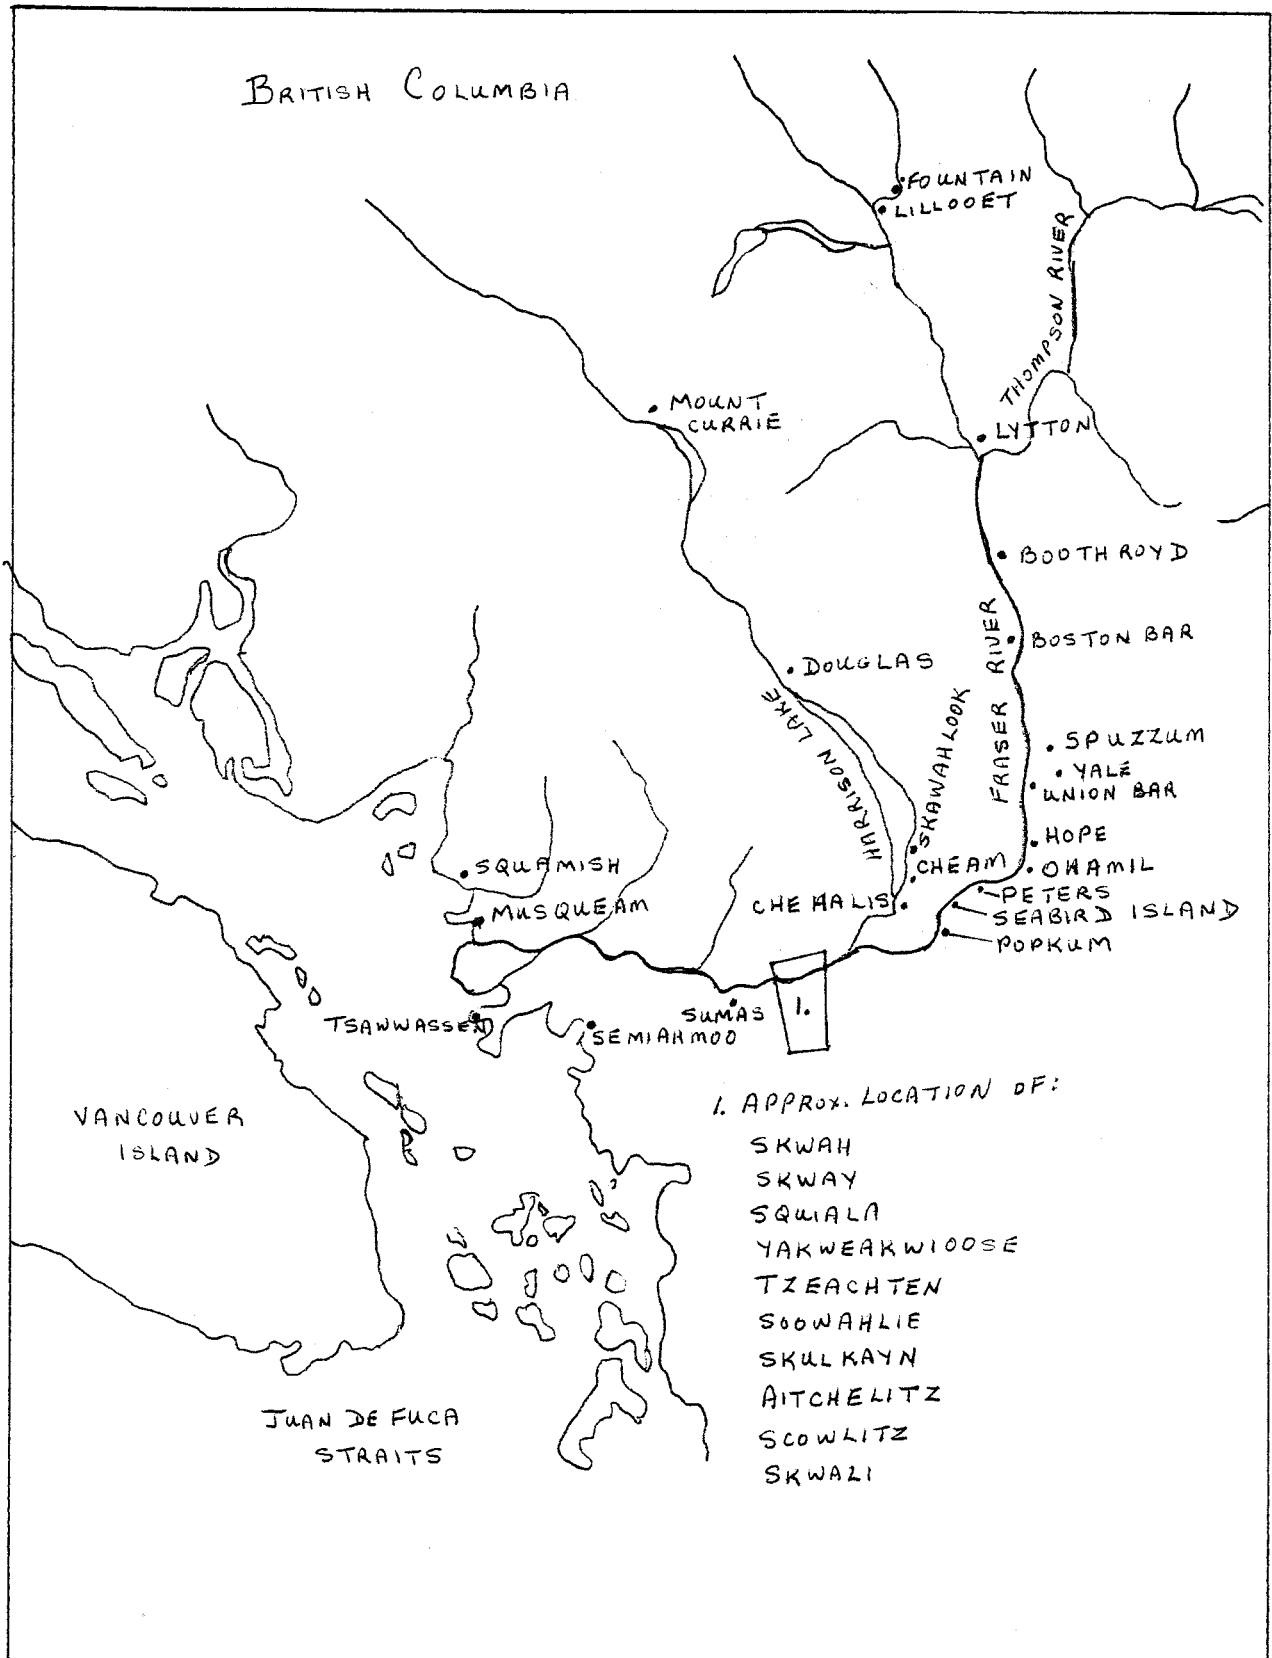 BRITISH COLUMBIA
FOUNTAIN
LILLOOET
THOMPSON RIVER
MOUNT
CURRIE
LYTTON
BOOTHROYD
FRASER RIVER
BOSTON BAR
DOUGLAS
HARRISON LAKE
SKAWAHLOOK
SPUZZUM
YALE
UNION BAR
HOPE
SQUAMISH
CHEAM
OHAMIL
MUSQUEAM
CHEHALIS
PETERS
SEABIRD ISLAND
POPKUM
TSAWWASSEN
SEMIAHMOO
SUMAS
1.
VANCOUVER
ISLAND
1. APPROX. LOCATION OF:
SKWAH
SKWAY
SQUIALA
YAKWEAKWIOOSE
TZEACHTEN
SOOWAHLIE
SKULKAYN
AITCHELITZ
SCOWLITZ
SKWALI
JUAN DE FUCA
STRAITS